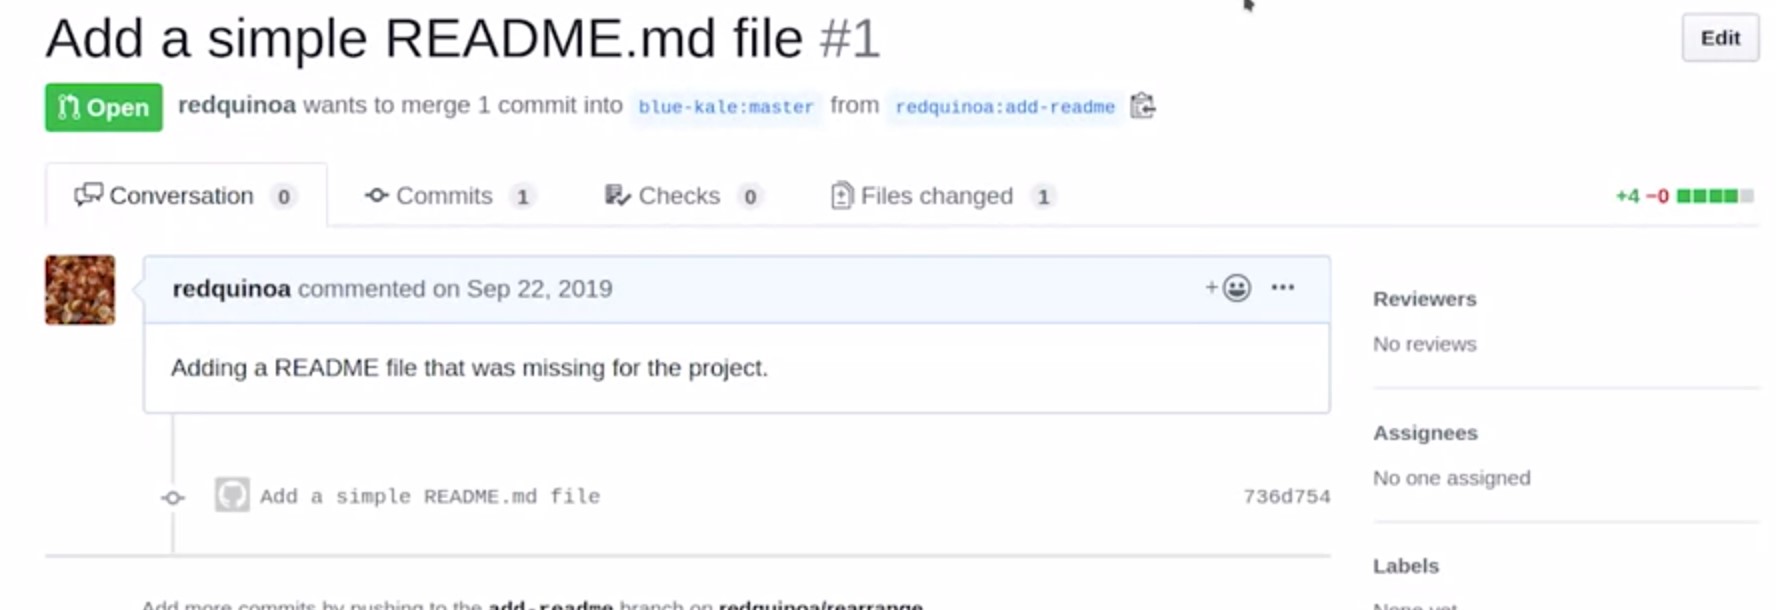 Add a simple README.md file #1
Edit
Open redquinoa wants to merge 1 commit into blue-kale:master from redquinoa:add-readme
Conversation 0 Commits 1 Checks 0 Files changed 1 +4 −0
redquinoa commented on Sep 22, 2019
Adding a README file that was missing for the project.
Add a simple README.md file 736d754
Add more commits by pushing to the add-readme branch on redquinoa/rearrange
Reviewers
No reviews
Assignees
No one assigned
Labels
None yet